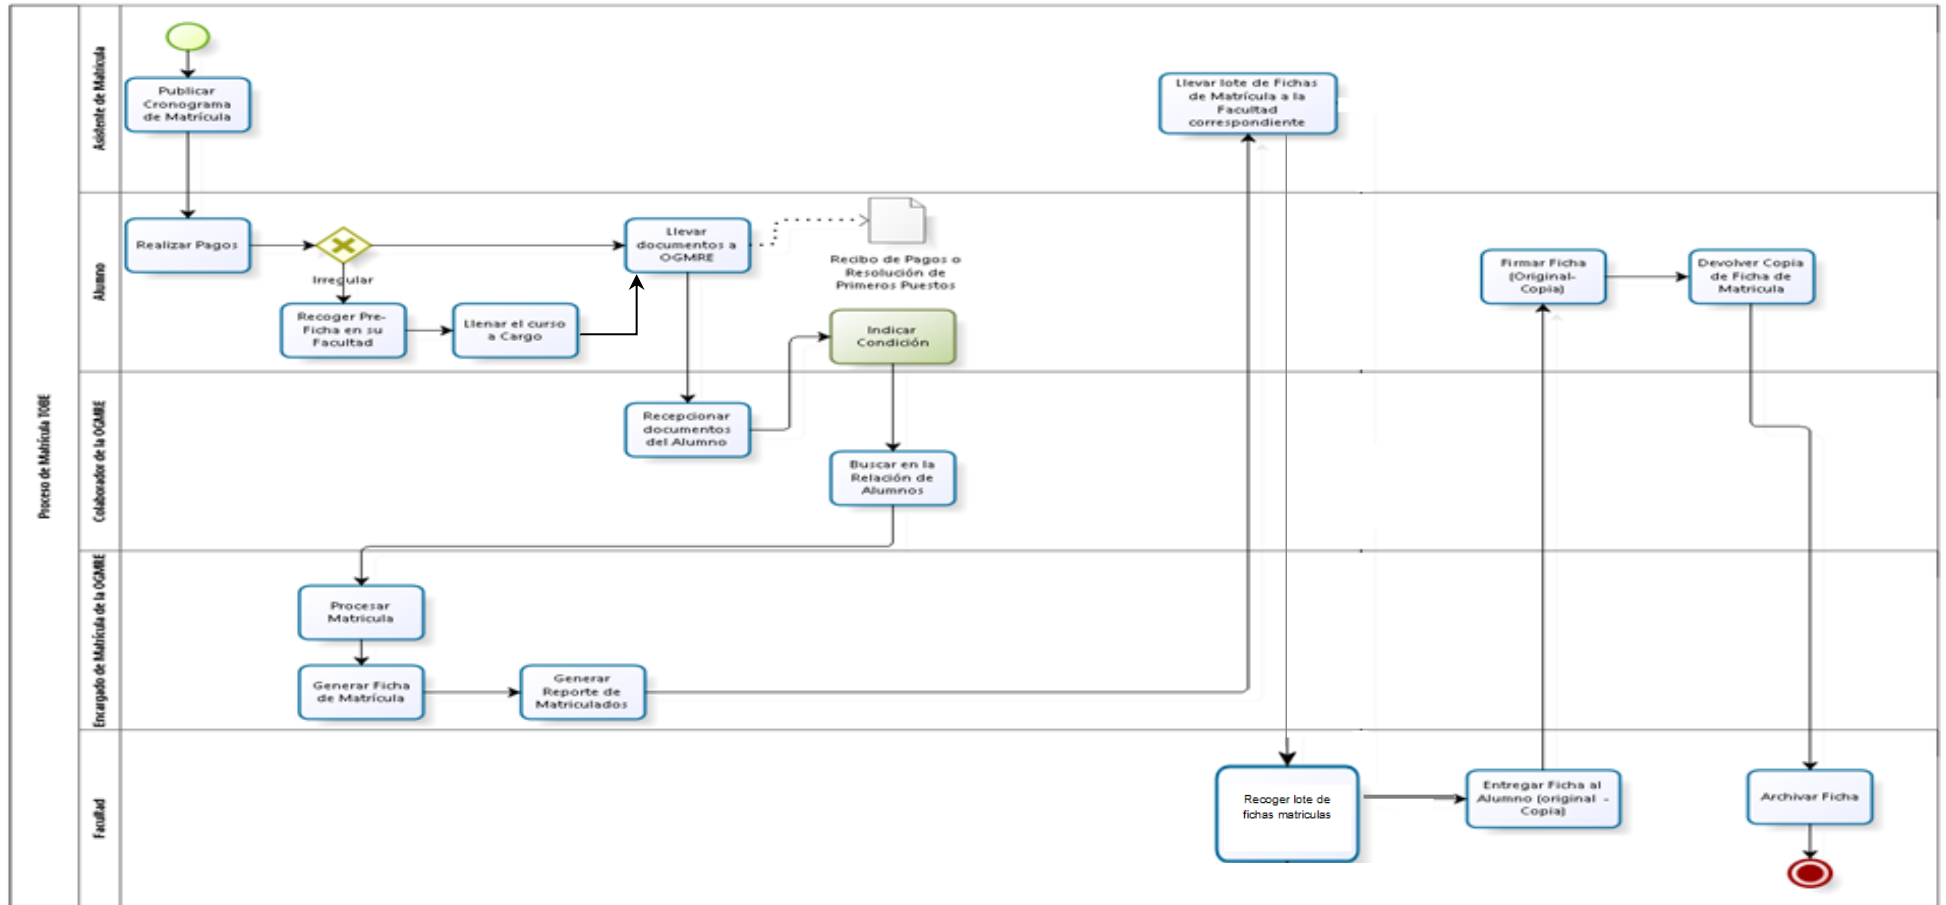 Proceso de Matrícula TOBE
Asistente de Matrícula
Publicar
Cronograma
de Matrícula
Llevar lote de Fichas
de Matrícula a la
Facultad
correspondiente
Alumno
Realizar Pagos
Irregular
Recoger Pre-
Ficha en su
Facultad
Llenar el curso
a Cargo
Llevar
documentos a
OGMRE
Recibo de Pagos o
Resolución de
Primeros Puestos
Indicar
Condición
Firmar Ficha
(Original-
Copia)
Devolver Copia
de Ficha de
Matricula
Colaborador de la OGMRE
Recepcionar
documentos
del Alumno
Buscar en la
Relación de
Alumnos
Encargado de Matrícula de la OGMRE
Procesar
Matricula
Generar Ficha
de Matrícula
Generar
Reporte de
Matriculados
Facultad
Recoger lote de
fichas matriculas
Entregar Ficha al
Alumno (original -
Copia)
Archivar Ficha